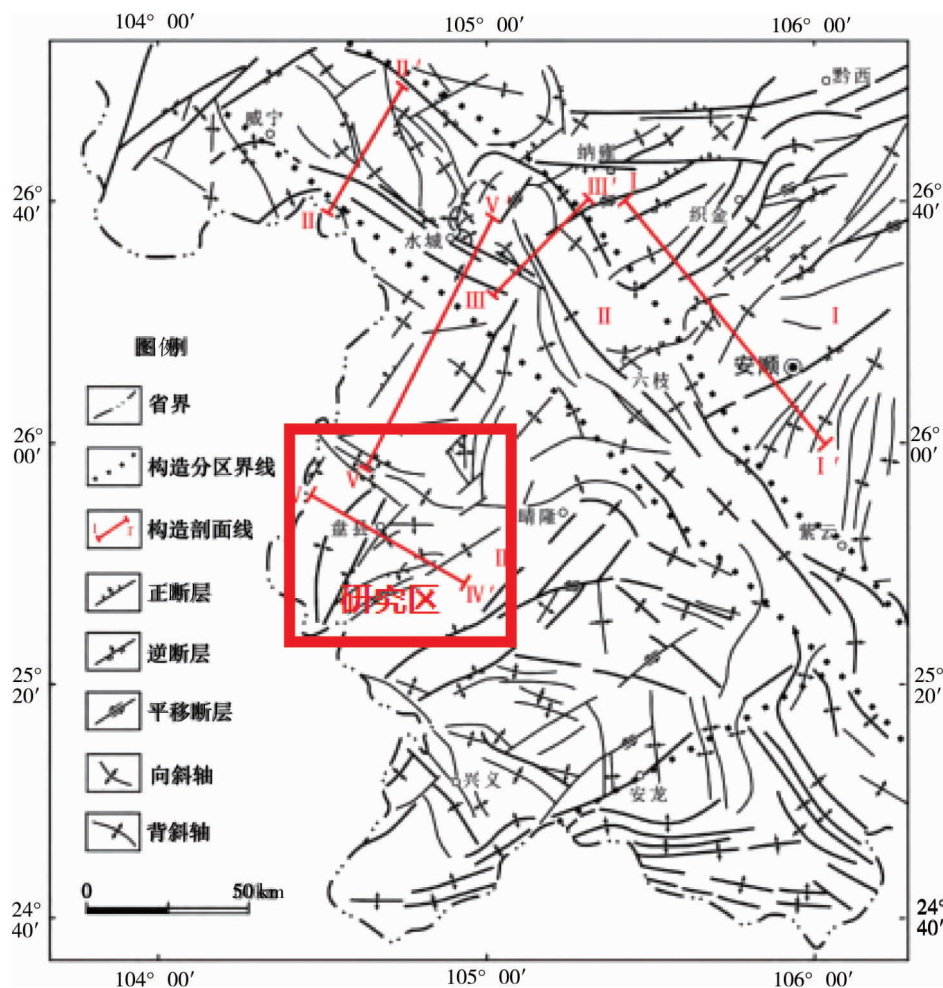 104° 00′
105° 00′
106° 00′
黔西
Ⅱ′
威宁
纳雍
26°
40′
26°
40′
Ⅲ′
Ⅰ
Ⅴ′
织金
Ⅱ
水城
Ⅲ
Ⅱ
Ⅰ
图例
安顺
六枝
省界
26°
00′
26°
00′
Ⅰ′
构造分区界线
Ⅴ
晴隆
盘县
紫云
Ⅰ Ⅰ′
构造剖面线
正断层
研究区
Ⅳ′
逆断层
25°
20′
25°
20′
平移断层
向斜轴
兴义
安龙
背斜轴
0 50 km
24°
40′
24°
40′
104° 00′
105° 00′
106° 00′